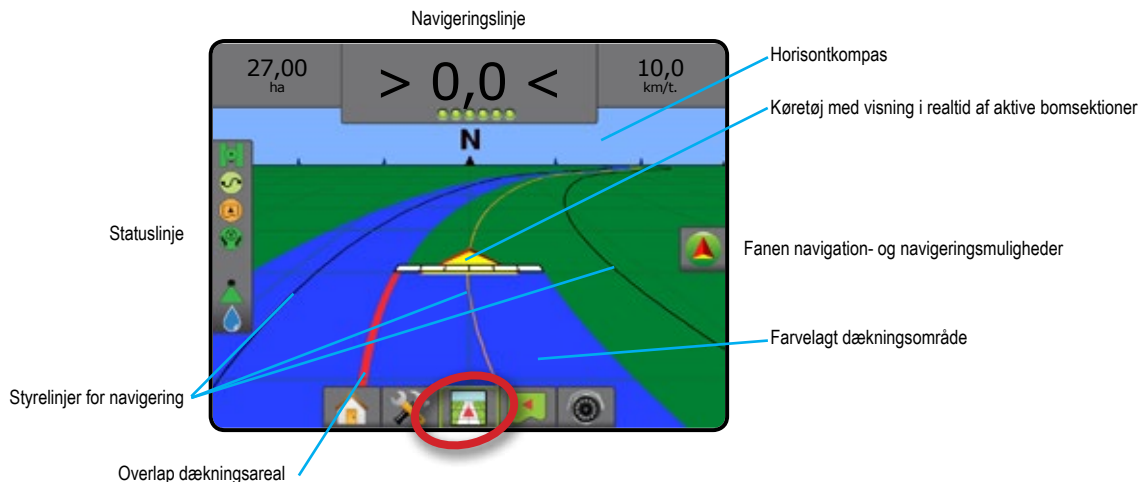 Navigeringslinje
27,00
ha
> 0,0 <
10,0
km/t.
N
Horisontkompas
Køretøj med visning i realtid af aktive bomsektioner
Statuslinje
Fanen navigation- og navigeringsmuligheder
Farvelagt dækningsområde
Styrelinjer for navigering
Overlap dækningsareal